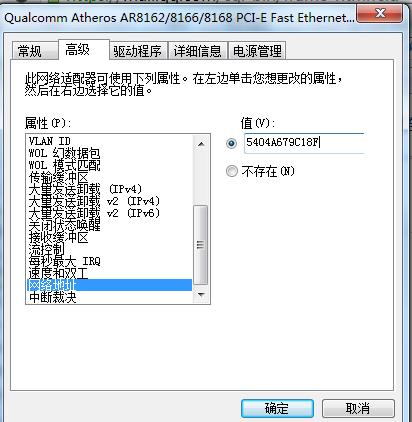 Qualcomm Atheros AR8162/8166/8168 PCI-E Fast Ethernet...
常规 高级 驱动程序 详细信息 电源管理
此网络适配器可使用下列属性。在左边单击您想更改的属性，
然后在右边选择它的值。
属性(P): 值(V):
VLAN ID
WOL 幻数据包
WOL 模式匹配
传输缓冲区
大量发送卸载 (IPv4)
大量发送卸载 v2 (IPv4)
大量发送卸载 v2 (IPv6)
关闭状态唤醒
接收缓冲区
流控制
每秒最大 IRQ
速度和双工
网络地址
中断裁决
5404A679C18F
不存在(N)
确定 取消